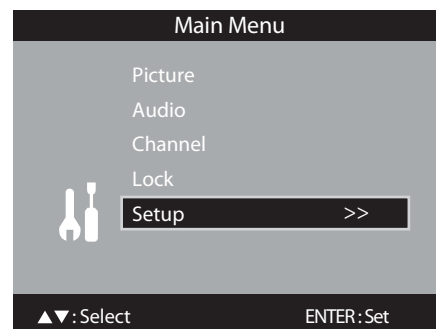 Main Menu
Picture
Audio
Channel
Lock
Setup >>
▲▼: Select ENTER : Set